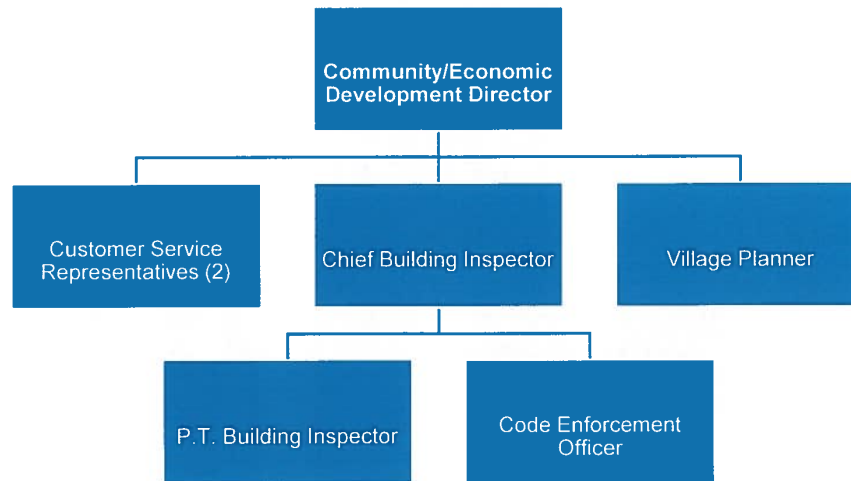 Community/Economic
Development Director
Customer Service
Representatives (2)
Chief Building Inspector
Village Planner
P.T. Building Inspector
Code Enforcement
Officer